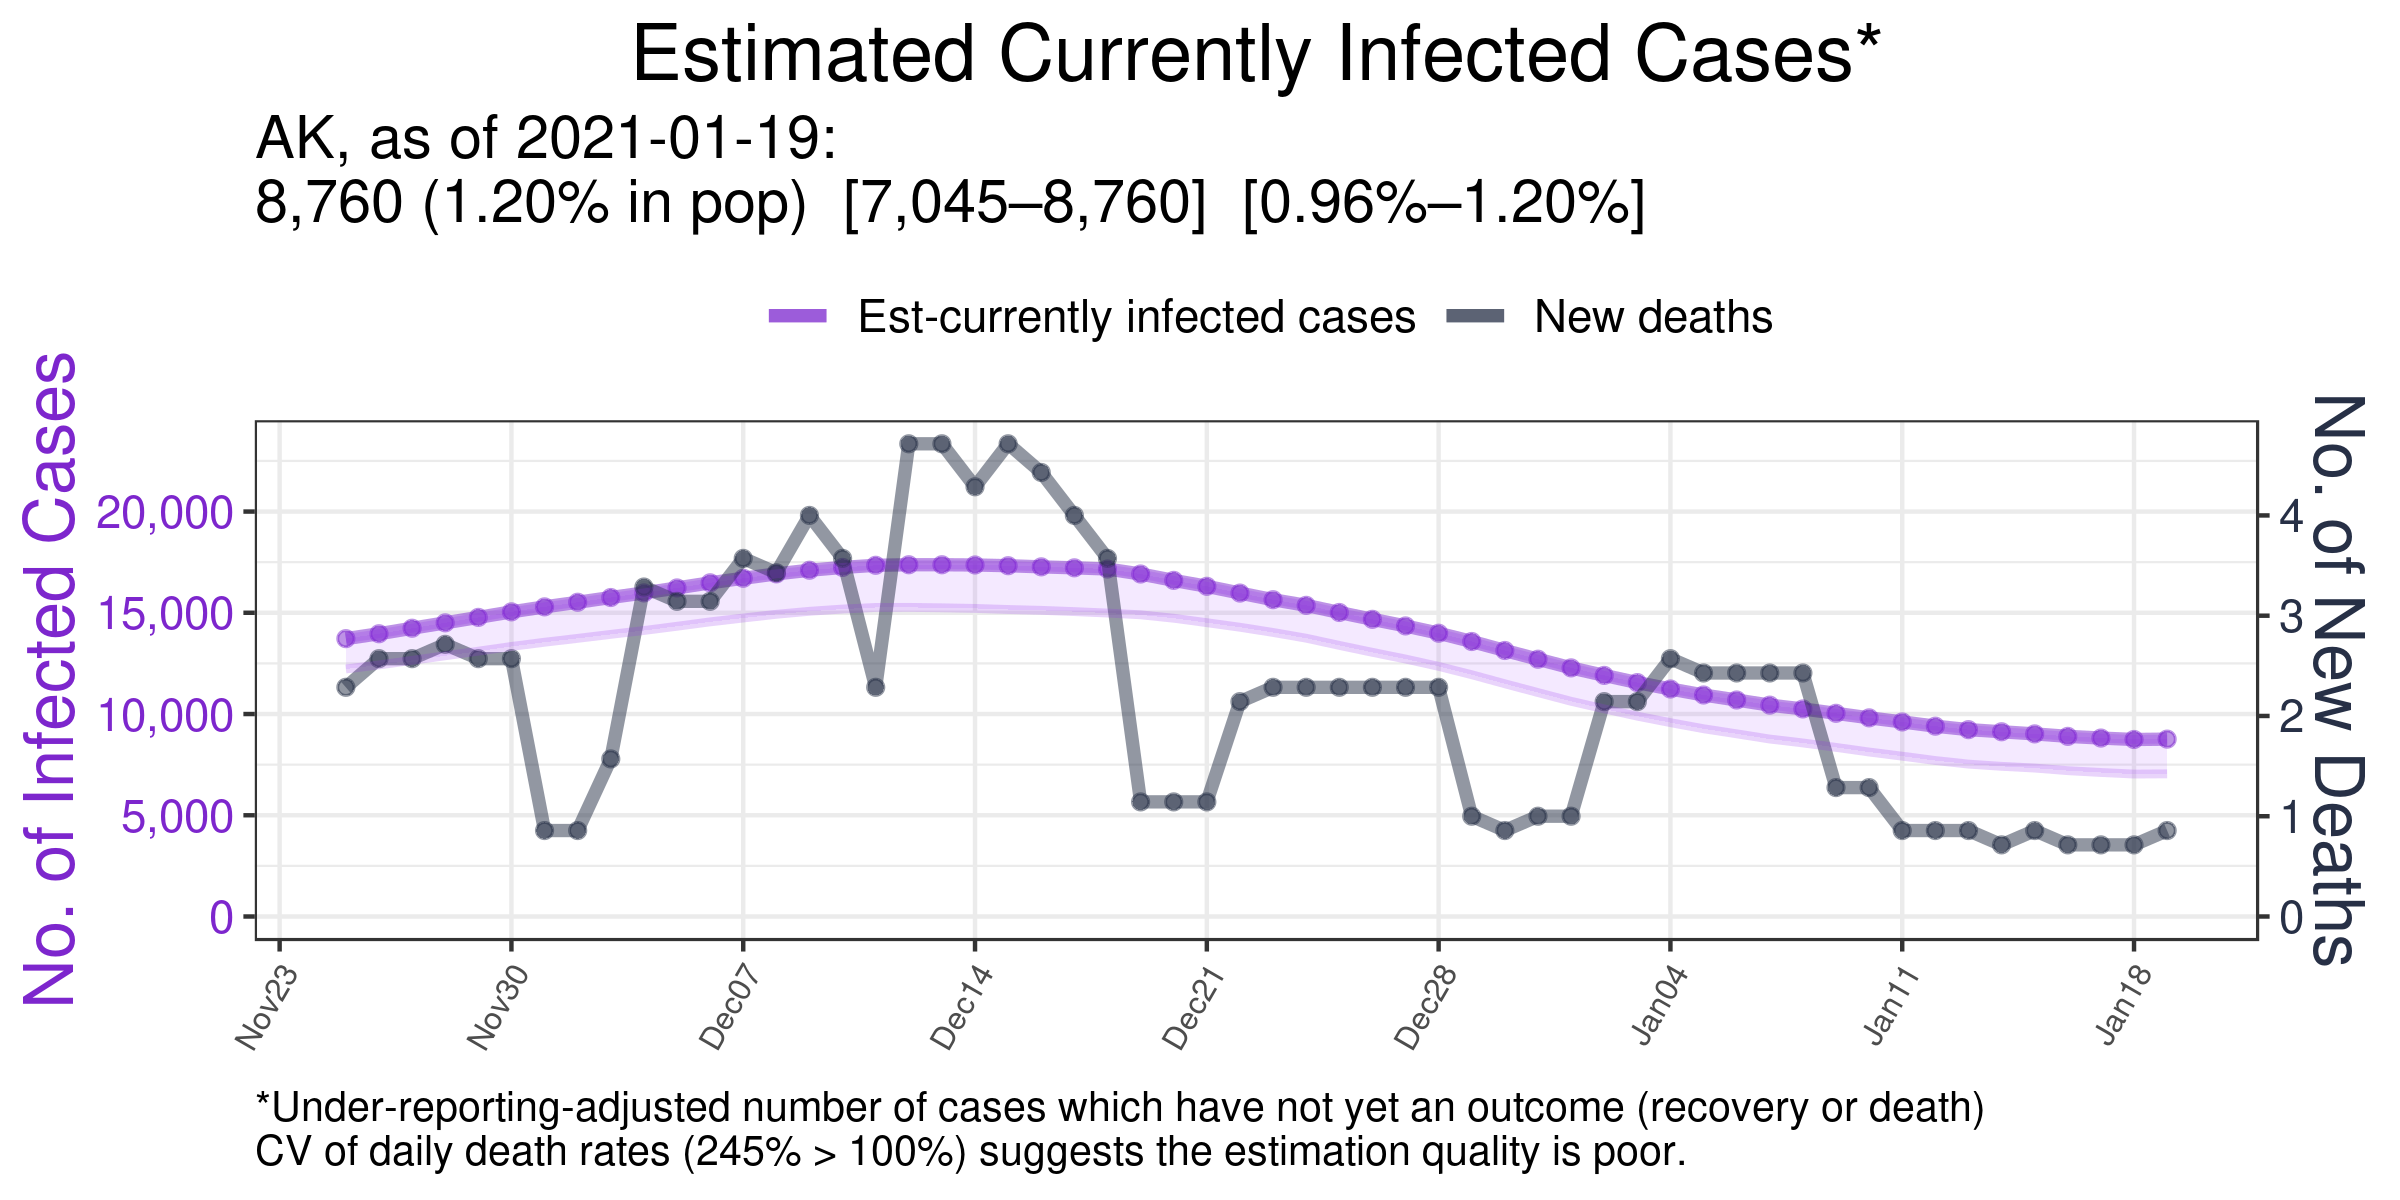 Estimated Currently Infected Cases*
AK, as of 2021-01-19:
8,760 (1.20% in pop)  [7,045–8,760]  [0.96%–1.20%]
Est-currently infected cases
New deaths
No. of Infected Cases
20,000
15,000
10,000
5,000
0
4
3
2
1
0
No. of New Deaths
Nov23
Nov30
Dec07
Dec14
Dec21
Dec28
Jan04
Jan11
Jan18
*Under-reporting-adjusted number of cases which have not yet an outcome (recovery or death)
CV of daily death rates (245% > 100%) suggests the estimation quality is poor.